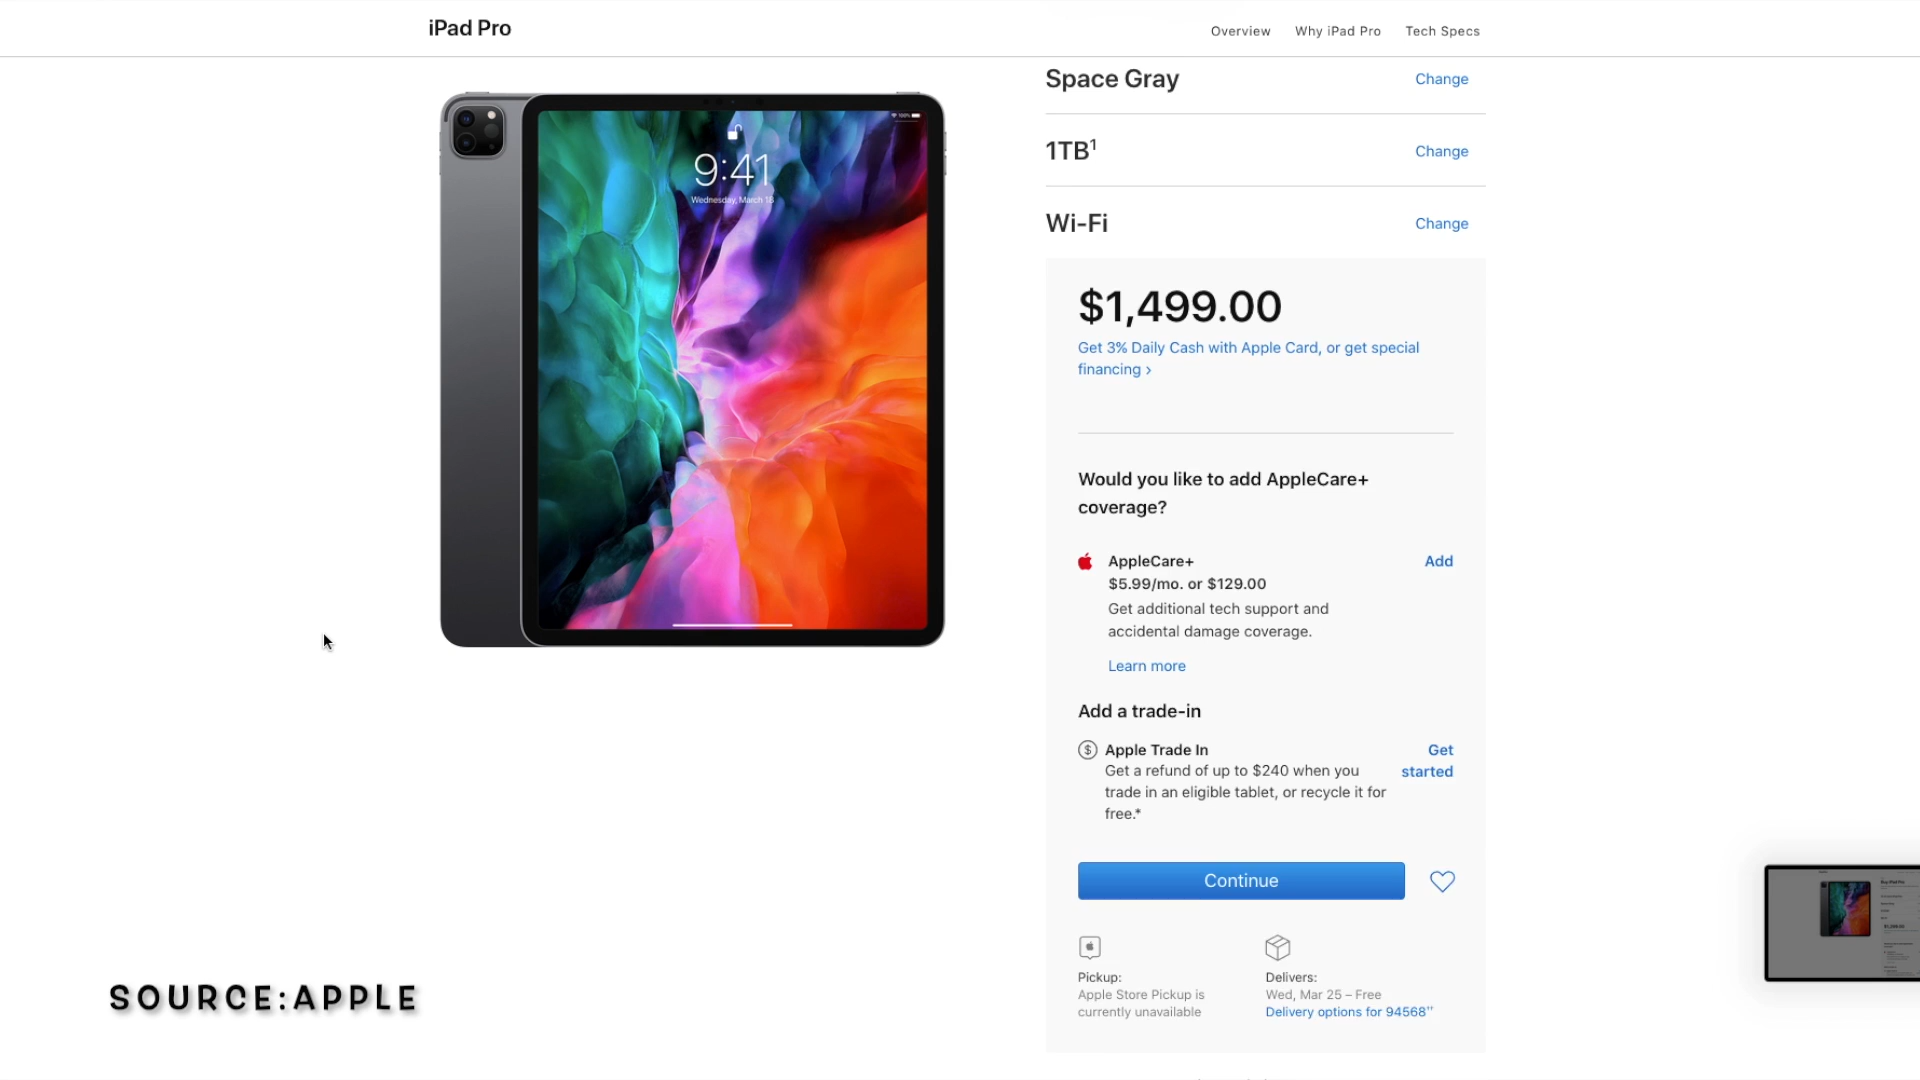 iPad Pro
Overview Why iPad Pro Tech Specs
Space Gray Change
1TB¹ Change
Wi-Fi Change
100%
9:41
Wednesday, March 18
$1,499.00
Get 3% Daily Cash with Apple Card, or get special
financing ›
Would you like to add AppleCare+
coverage?
AppleCare+ Add
$5.99/mo. or $129.00
Get additional tech support and
accidental damage coverage.
Learn more
Add a trade-in
Apple Trade In Get
Get a refund of up to $240 when you started
trade in an eligible tablet, or recycle it for
free.*
Continue
Pickup:
Apple Store Pickup is
currently unavailable
Delivers:
Wed, Mar 25 – Free
Delivery options for 94568††
SOURCE:APPLE